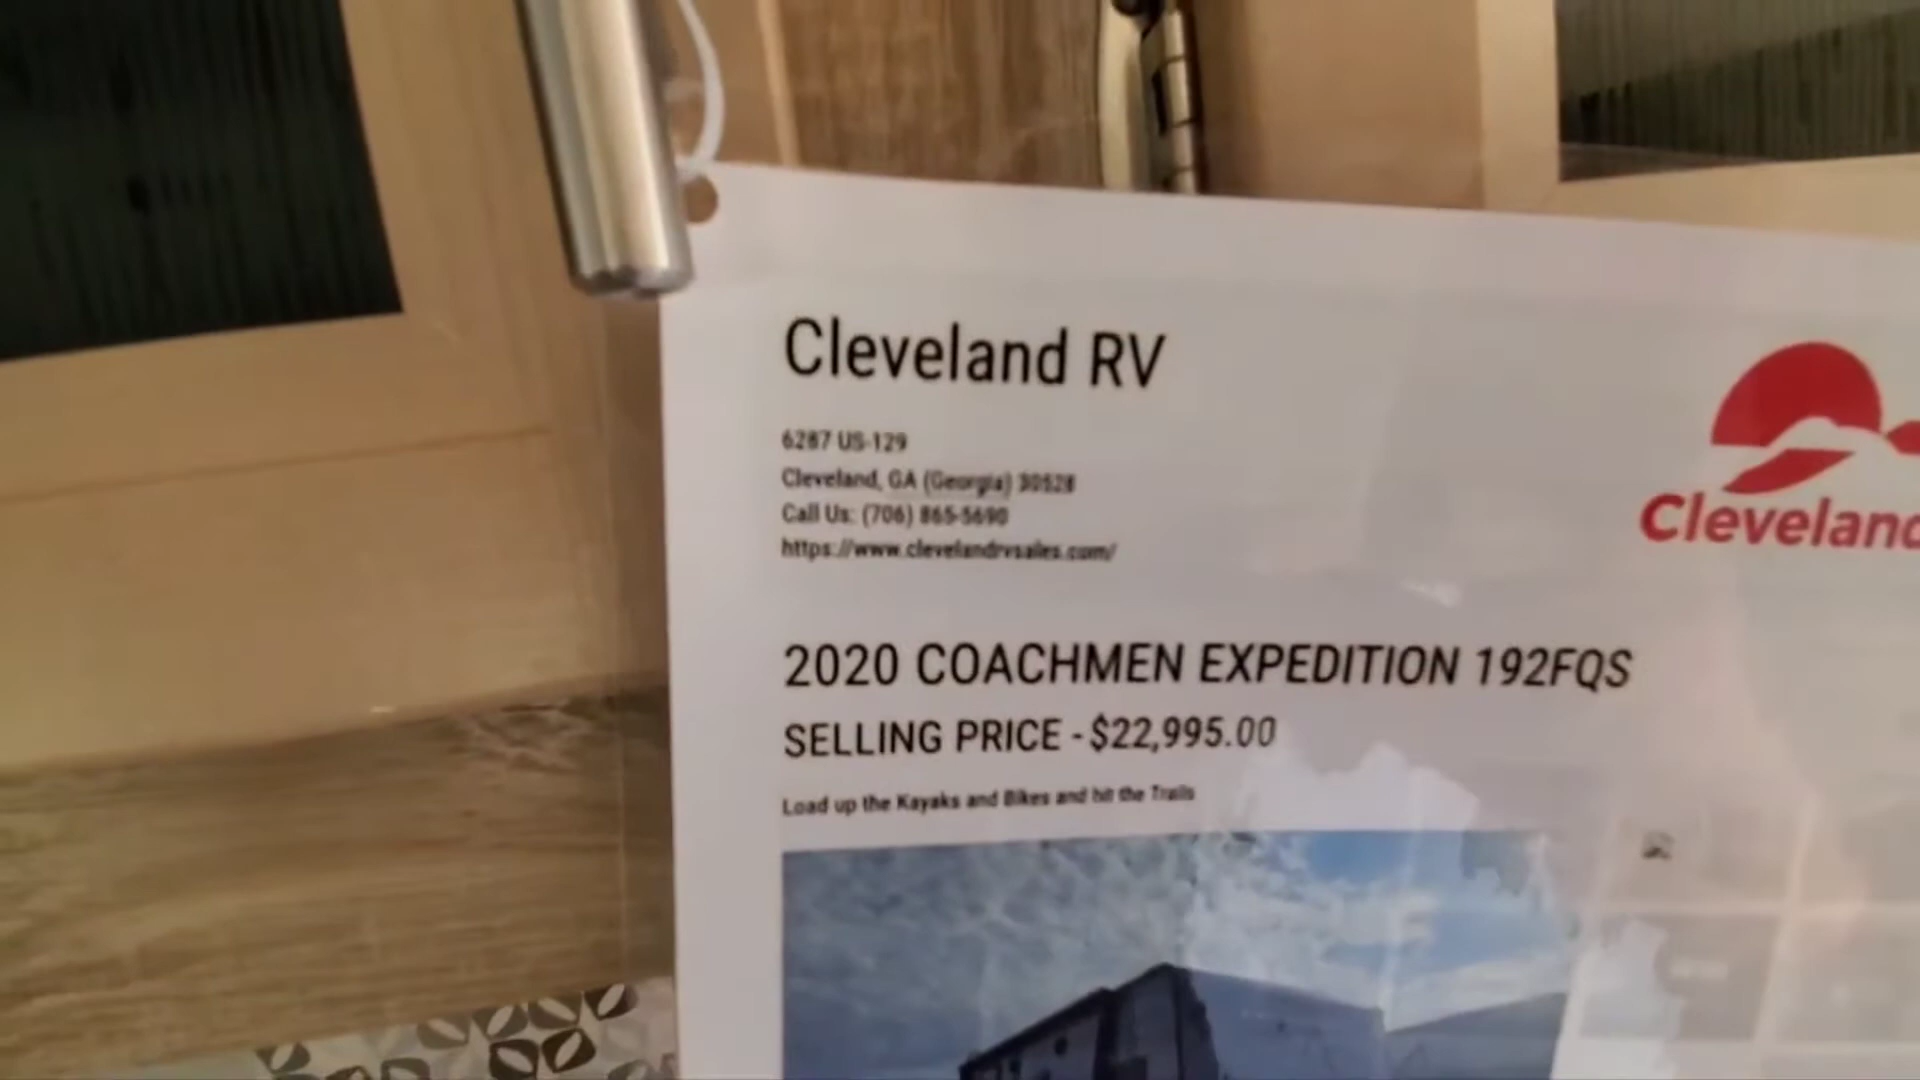 Cleveland RV
6287 US-129
Cleveland, GA (Georgia) 30528
Call Us: (706) 865-5690
https://www.clevelandrvsales.com/
Cleveland
2020 COACHMEN EXPEDITION 192FQS
SELLING PRICE - $22,995.00
Load up the Kayaks and Bikes and hit the Trails